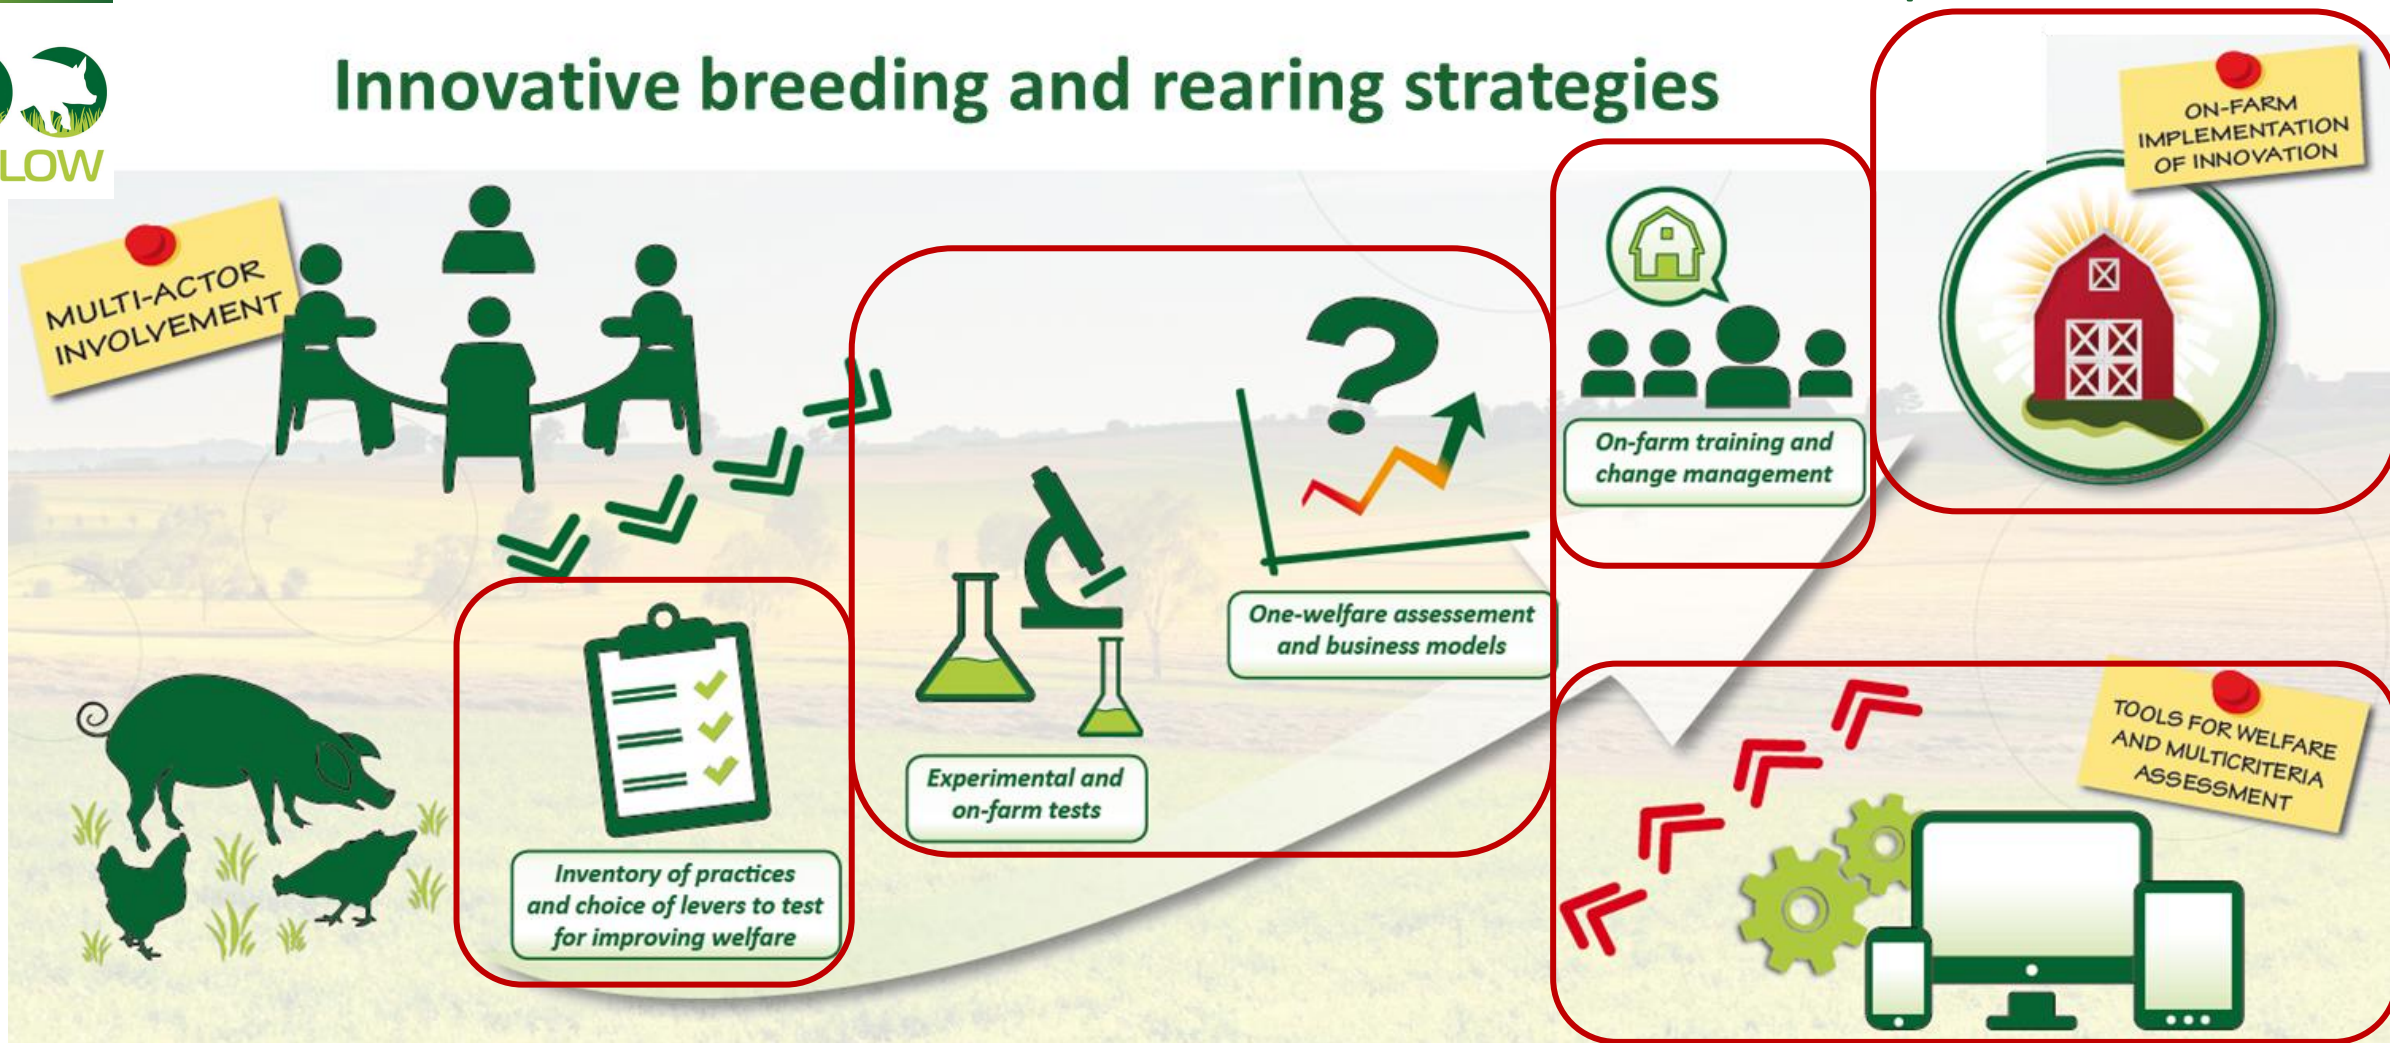 Innovative breeding and rearing strategies
LOW
ON-FARM
IMPLEMENTATION
OF INNOVATION
MULTI-ACTOR
INVOLVEMENT
On-farm training and
change management
One-welfare assessement
and business models
Experimental and
on-farm tests
Inventory of practices
and choice of levers to test
for improving welfare
TOOLS FOR WELFARE
AND MULTICRITERIA
ASSESSMENT